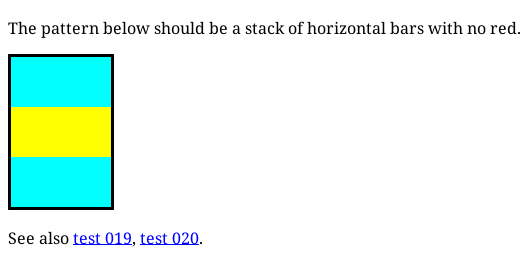 The pattern below should be a stack of horizontal bars with no red.
See also test 019, test 020.